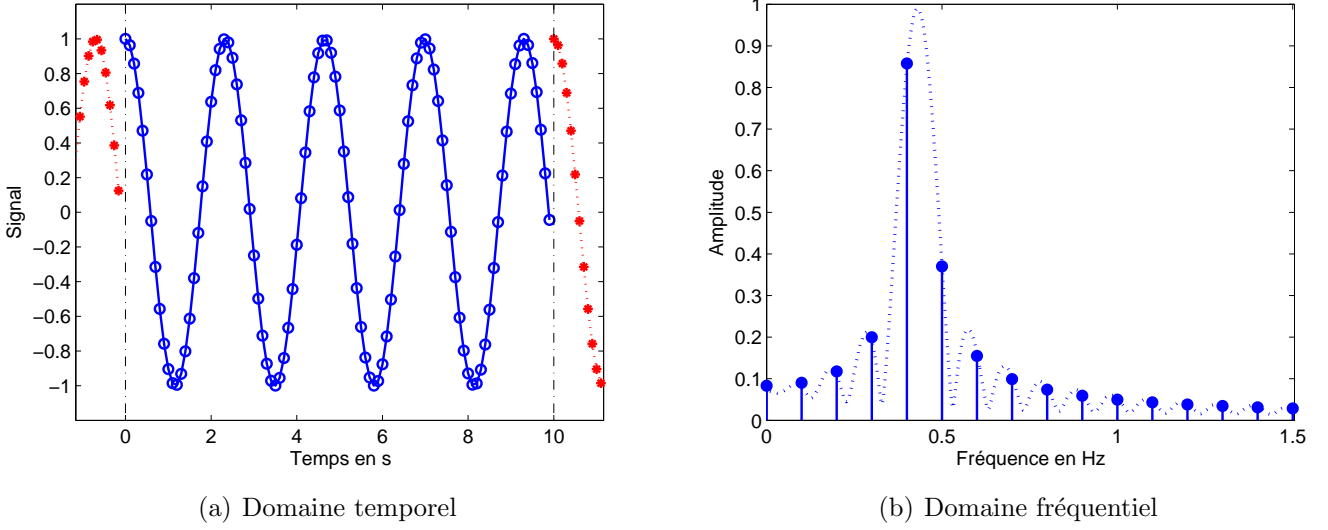 1
0.8
0.6
0.4
0.2
0
−0.2
−0.4
−0.6
−0.8
−1
Signal
0 2 4 6 8 10
Temps en s
(a) Domaine temporel
1
0.9
0.8
0.7
0.6
0.5
0.4
0.3
0.2
0.1
0
Amplitude
0 0.5 1 1.5
Fréquence en Hz
(b) Domaine fréquentiel